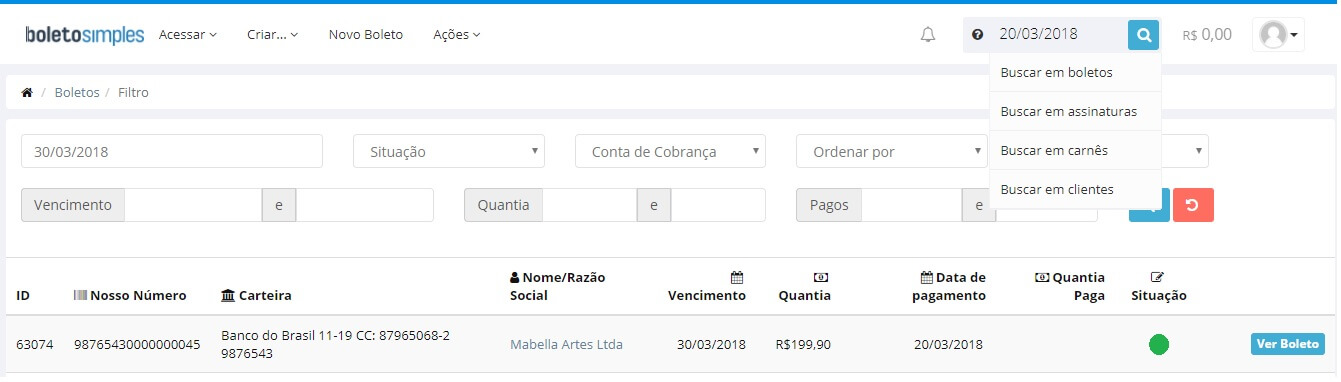 boletosimples Acessar Criar... Novo Boleto Ações 20/03/2018 R$ 0,00
Buscar em boletos
/ Boletos / Filtro
Buscar em assinaturas
30/03/2018 Situação Conta de Cobrança Ordenar por Buscar em carnês
Buscar em clientes
Vencimento e Quantia e Pagos e
ID Nosso Número Carteira Nome/Razão Social Vencimento Quantia Data de pagamento Quantia Paga Situação
63074 98765430000000045 Banco do Brasil 11-19 CC: 87965068-2
9876543 Mabella Artes Ltda 30/03/2018 R$199,90 20/03/2018 Ver Boleto